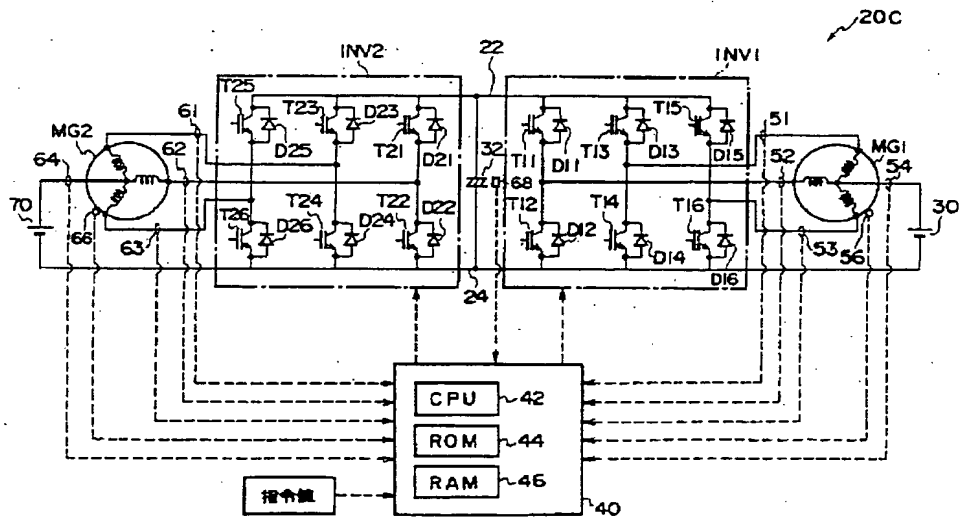 20C
INV2
22
INV1
T25
61
T23
D23
T15
51
MG2
64
62
D25
T21
D21
32
T11
D11
T13
D13
D15
52
MG1
54
68
70
T26
T24
T22
D22
T12
D12
T14
T16
30
66
63
D26
D24
D14
D16
53
56
24
CPU
42
ROM
44
RAM
46
指令値
40